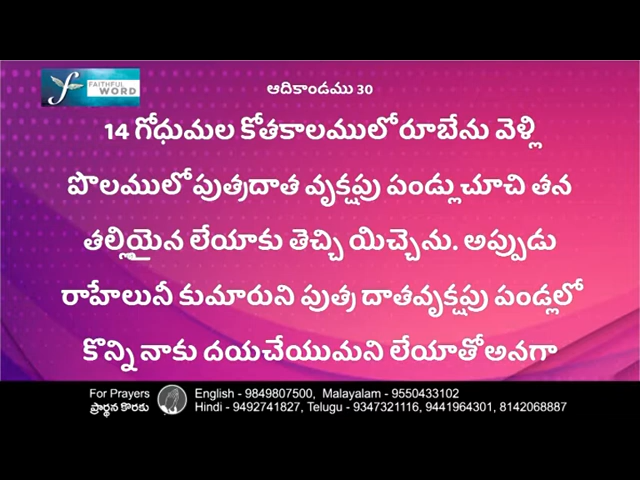 FAITHFUL
WORD
ఆదికాండము 30
14 గోధుమల కోతకాలములో రూబేను వెళ్లి
పొలములో పుత్రదాత వృక్షపు పండ్లు చూచి తన
తల్లియైన లేయాకు తెచ్చి యిచ్చెను. అప్పుడు
రాహేలునీ కుమారుని పుత్ర దాతవృక్షపు పండ్లలో
కొన్ని నాకు దయచేయుమని లేయాతో అనగా
For Prayers
ప్రార్థన కొరకు
English - 9849807500, Malayalam - 9550433102
Hindi - 9492741827, Telugu - 9347321116, 9441964301, 8142068887